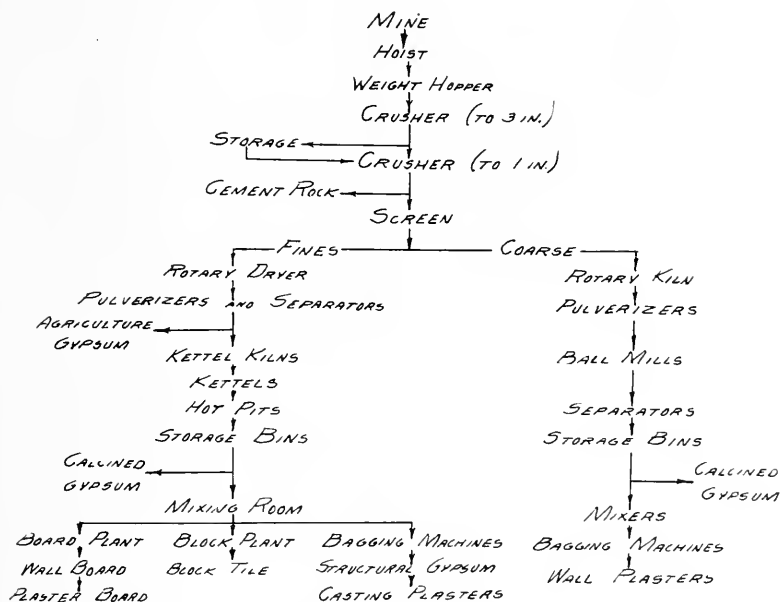 MINE
HOIST
WEIGHT HOPPER
CRUSHER (TO 3 IN.)
STORAGE
CRUSHER (TO 1 IN.)
CEMENT ROCK
SCREEN
FINES
COARSE
ROTARY DRYER
PULVERIZERS AND SEPARATORS
AGRICULTURE
GYPSUM
KETTEL KILNS
KETTELS
HOT PITS
STORAGE BINS
CALCINED
GYPSUM
MIXING ROOM
BOARD PLANT
WALL BOARD
PLASTER BOARD
BLOCK PLANT
BLOCK TILE
BAGGING MACHINES
STRUCTURAL GYPSUM
CASTING PLASTERS
ROTARY KILN
PULVERIZERS
BALL MILLS
SEPARATORS
STORAGE BINS
CALCINED
GYPSUM
MIXERS
BAGGING MACHINES
WALL PLASTERS